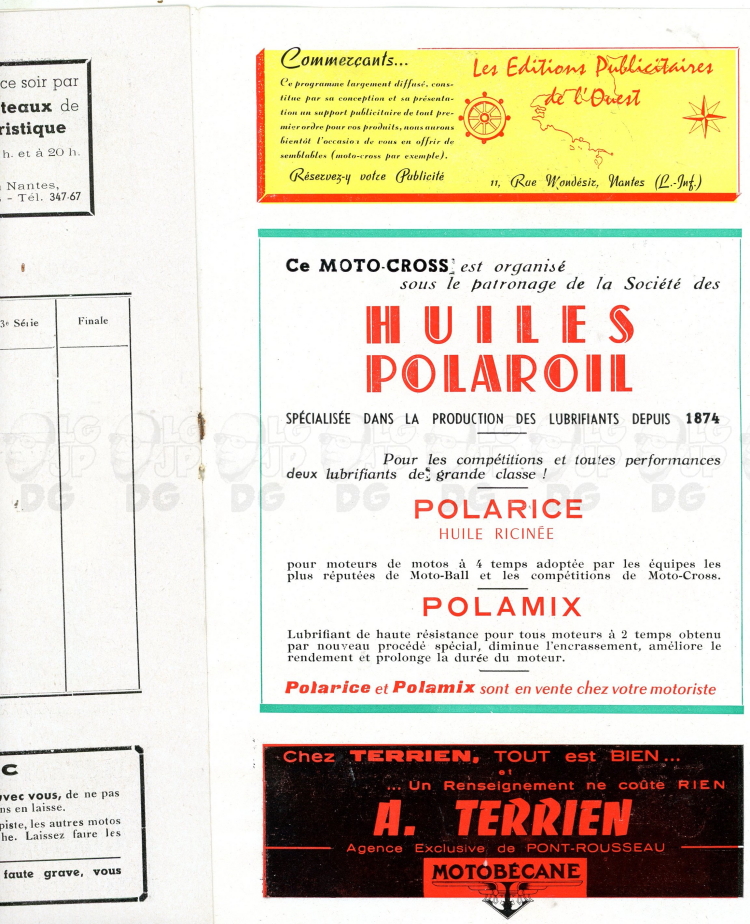 ce soir par
teaux de
ristique
h. et à 20 h.
Nantes,
- Tél. 347-67
3e Série Finale
C
avec vous, de ne pas
ns en laisse.
piste, les autres motos
he. Laissez faire les
faute grave, vous
Commerçants...
Ce programme largement diffusé, cons-
titue par sa conception et sa présenta-
tion un support publicitaire de tout pre-
mier ordre pour vos produits, nous aurons
bientôt l'occasion de vous en offrir de
semblables (moto-cross par exemple).
Réservez-y votre Publicité
Les Editions Publicitaires
de l'Ouest
11, Rue Mondésir, Nantes (L.-Inf.)
Ce MOTO-CROSS est organisé
sous le patronage de la Société des
HUILES
POLAROIL
SPÉCIALISÉE DANS LA PRODUCTION DES LUBRIFIANTS DEPUIS 1874
Pour les compétitions et toutes performances
deux lubrifiants de grande classe !
POLARICE
HUILE RICINÉE
pour moteurs de motos à 4 temps adoptée par les équipes les
plus réputées de Moto-Ball et les compétitions de Moto-Cross.
POLAMIX
Lubrifiant de haute résistance pour tous moteurs à 2 temps obtenu
par nouveau procédé spécial, diminue l'encrassement, améliore le
rendement et prolonge la durée du moteur.
Polarice et Polamix sont en vente chez votre motoriste
Chez TERRIEN, TOUT est BIEN...
et
... Un Renseignement ne coûte RIEN
A. TERRIEN
Agence Exclusive de PONT-ROUSSEAU
MOTOBÉCANE
LG
JP
DG